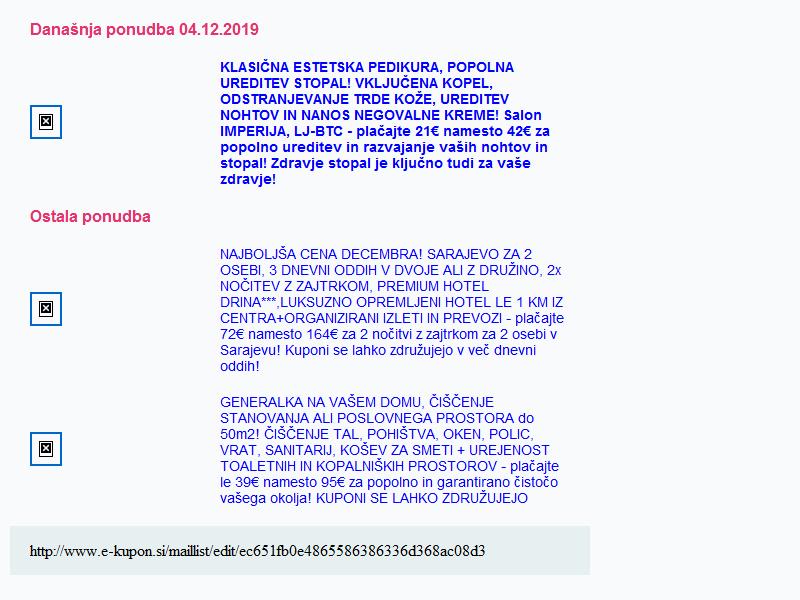 Današnja ponudba 04.12.2019
KLASIČNA ESTETSKA PEDIKURA, POPOLNA
UREDITEV STOPAL! VKLJUČENA KOPEL,
ODSTRANJEVANJE TRDE KOŽE, UREDITEV
NOHTOV IN NANOS NEGOVALNE KREME! Salon
IMPERIJA, LJ-BTC - plačajte 21€ namesto 42€ za
popolno ureditev in razvajanje vaših nohtov in
stopal! Zdravje stopal je ključno tudi za vaše
zdravje!
Ostala ponudba
NAJBOLJŠA CENA DECEMBRA! SARAJEVO ZA 2
OSEBI, 3 DNEVNI ODDIH V DVOJE ALI Z DRUŽINO, 2x
NOČITEV Z ZAJTRKOM, PREMIUM HOTEL
DRINA***,LUKSUZNO OPREMLJENI HOTEL LE 1 KM IZ
CENTRA+ORGANIZIRANI IZLETI IN PREVOZI - plačajte
72€ namesto 164€ za 2 nočitvi z zajtrkom za 2 osebi v
Sarajevu! Kuponi se lahko združujejo v več dnevni
oddih!
GENERALKA NA VAŠEM DOMU, ČIŠČENJE
STANOVANJA ALI POSLOVNEGA PROSTORA do
50m2! ČIŠČENJE TAL, POHIŠTVA, OKEN, POLIC,
VRAT, SANITARIJ, KOŠEV ZA SMETI + UREJENOST
TOALETNIH IN KOPALNIŠKIH PROSTOROV - plačajte
le 39€ namesto 95€ za popolno in garantirano čistočo
vašega okolja! KUPONI SE LAHKO ZDRUŽUJEJO
http://www.e-kupon.si/maillist/edit/ec651fb0e4865586386336d368ac08d3